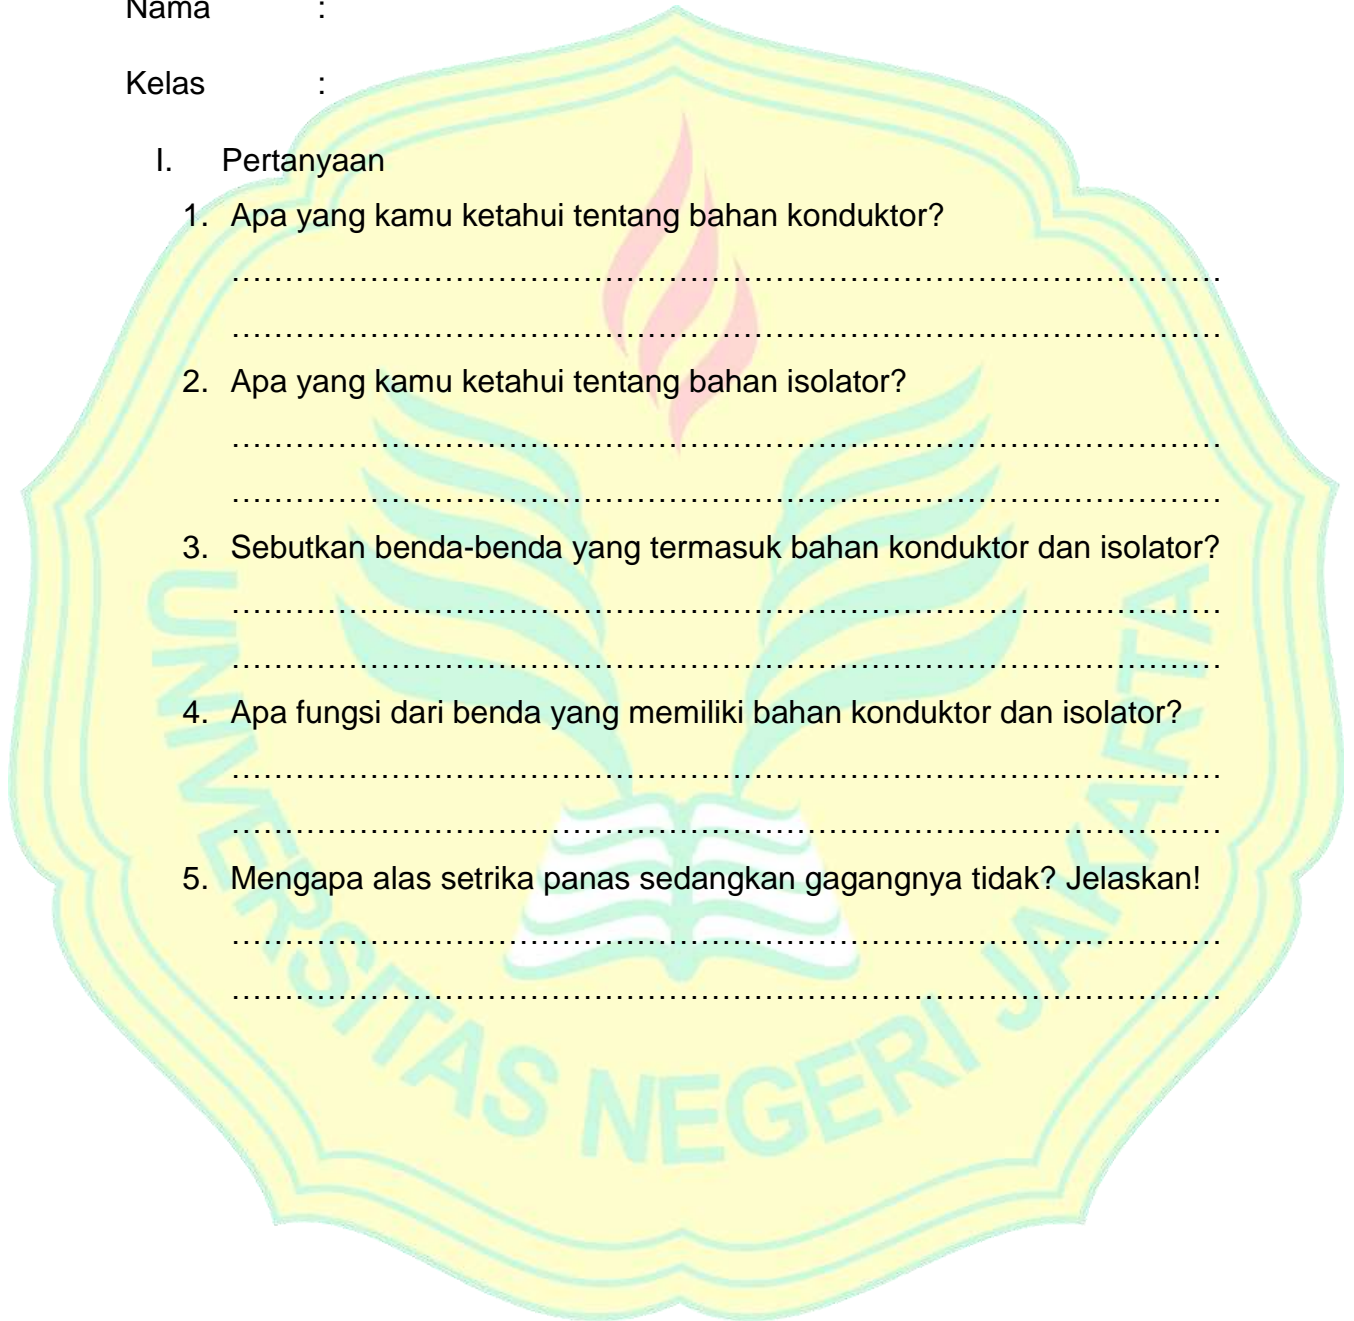 Nama :
Kelas :
I. Pertanyaan
1. Apa yang kamu ketahui tentang bahan konduktor?
……………………………………………………………………………………
……………………………………………………………………………………
2. Apa yang kamu ketahui tentang bahan isolator?
……………………………………………………………………………………
……………………………………………………………………………………
3. Sebutkan benda-benda yang termasuk bahan konduktor dan isolator?
……………………………………………………………………………………
……………………………………………………………………………………
4. Apa fungsi dari benda yang memiliki bahan konduktor dan isolator?
……………………………………………………………………………………
……………………………………………………………………………………
5. Mengapa alas setrika panas sedangkan gagangnya tidak? Jelaskan!
……………………………………………………………………………………
……………………………………………………………………………………
UNIVERSITAS NEGERI JAKARTA